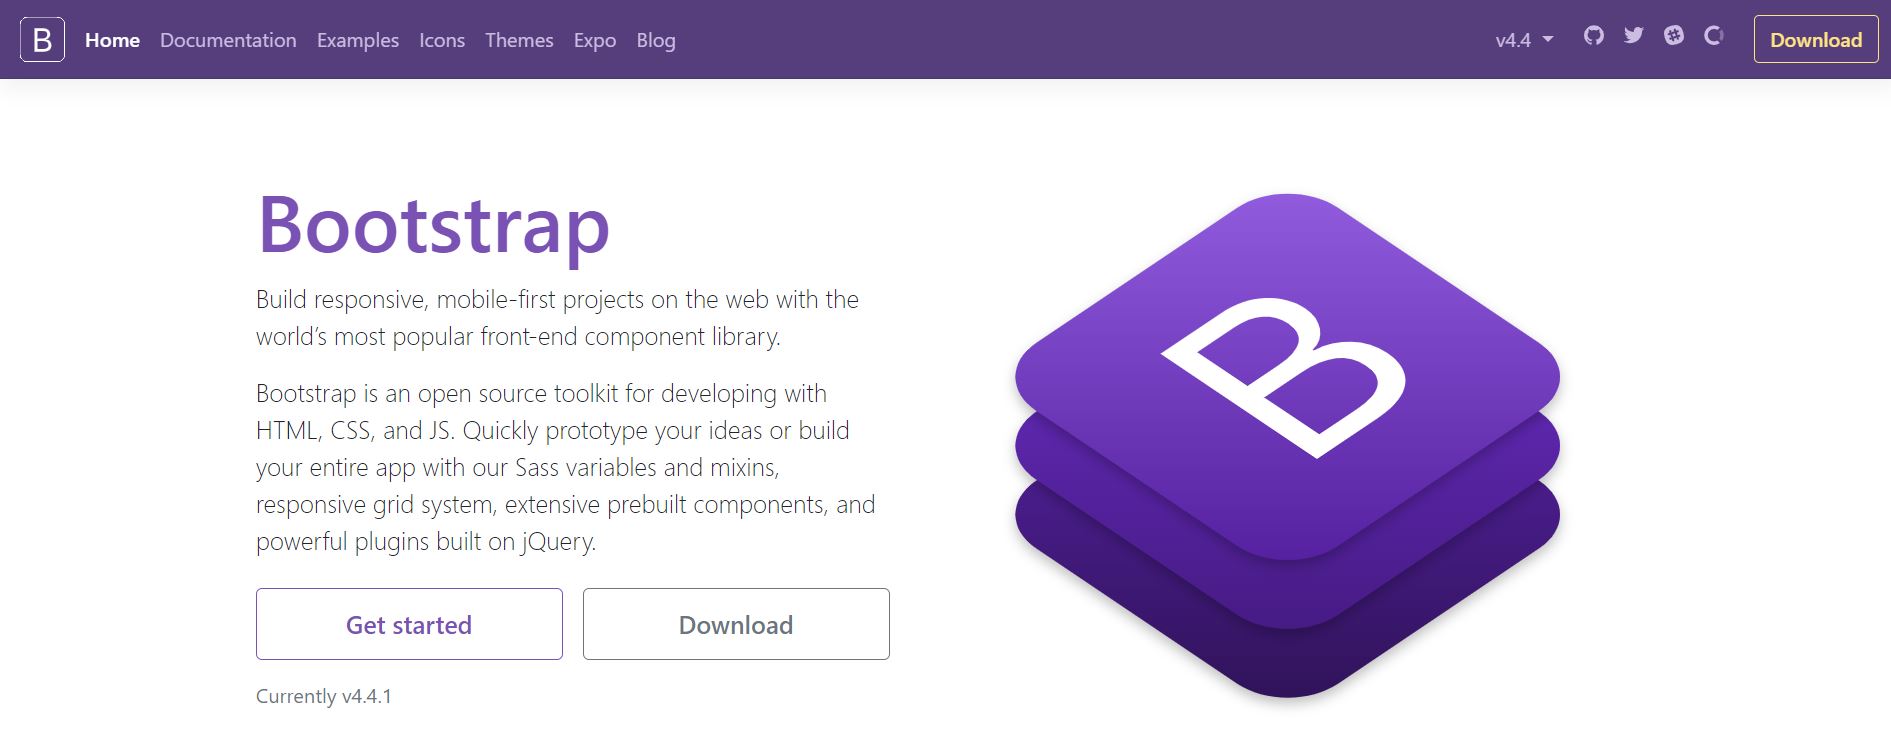 B Home Documentation Examples Icons Themes Expo Blog v4.4 Download
Bootstrap
Build responsive, mobile-first projects on the web with the
world’s most popular front-end component library.
Bootstrap is an open source toolkit for developing with
HTML, CSS, and JS. Quickly prototype your ideas or build
your entire app with our Sass variables and mixins,
responsive grid system, extensive prebuilt components, and
powerful plugins built on jQuery.
Get started Download
Currently v4.4.1
B